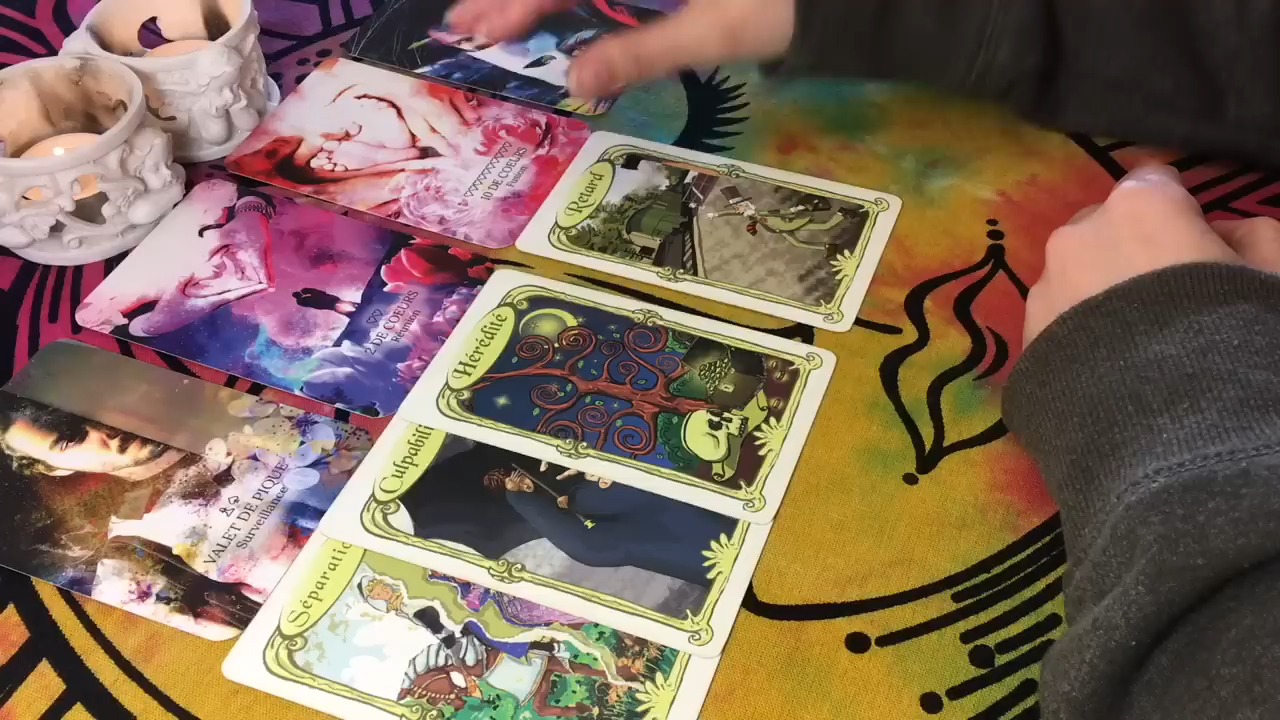 ♡♡♡♡♡♡♡♡♡♡
10 DE COEURS
Fusion
Retard
♡♡
2 DE COEURS
Réunion
Hérédité
Culpabili
VALET DE PIQUE
Surveillance
Séparatio